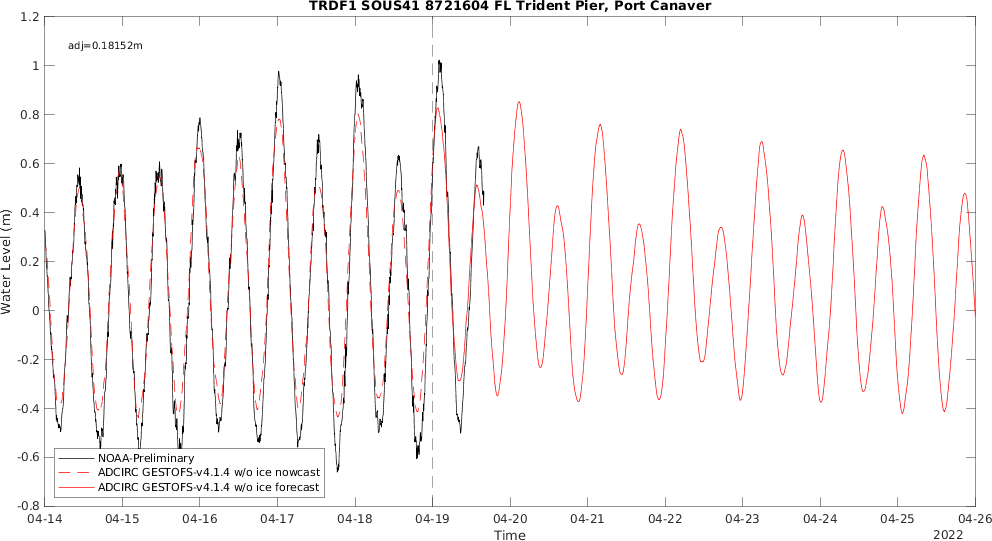 TRDF1 SOUS41 8721604 FL Trident Pier, Port Canaver
adj=0.18152m
1.2
1
0.8
0.6
0.4
0.2
0
-0.2
-0.4
-0.6
-0.8
Water Level (m)
NOAA-Preliminary
ADCIRC GESTOFS-v4.1.4 w/o ice nowcast
ADCIRC GESTOFS-v4.1.4 w/o ice forecast
04-14 04-15 04-16 04-17 04-18 04-19 04-20 04-21 04-22 04-23 04-24 04-25 04-26
Time
2022